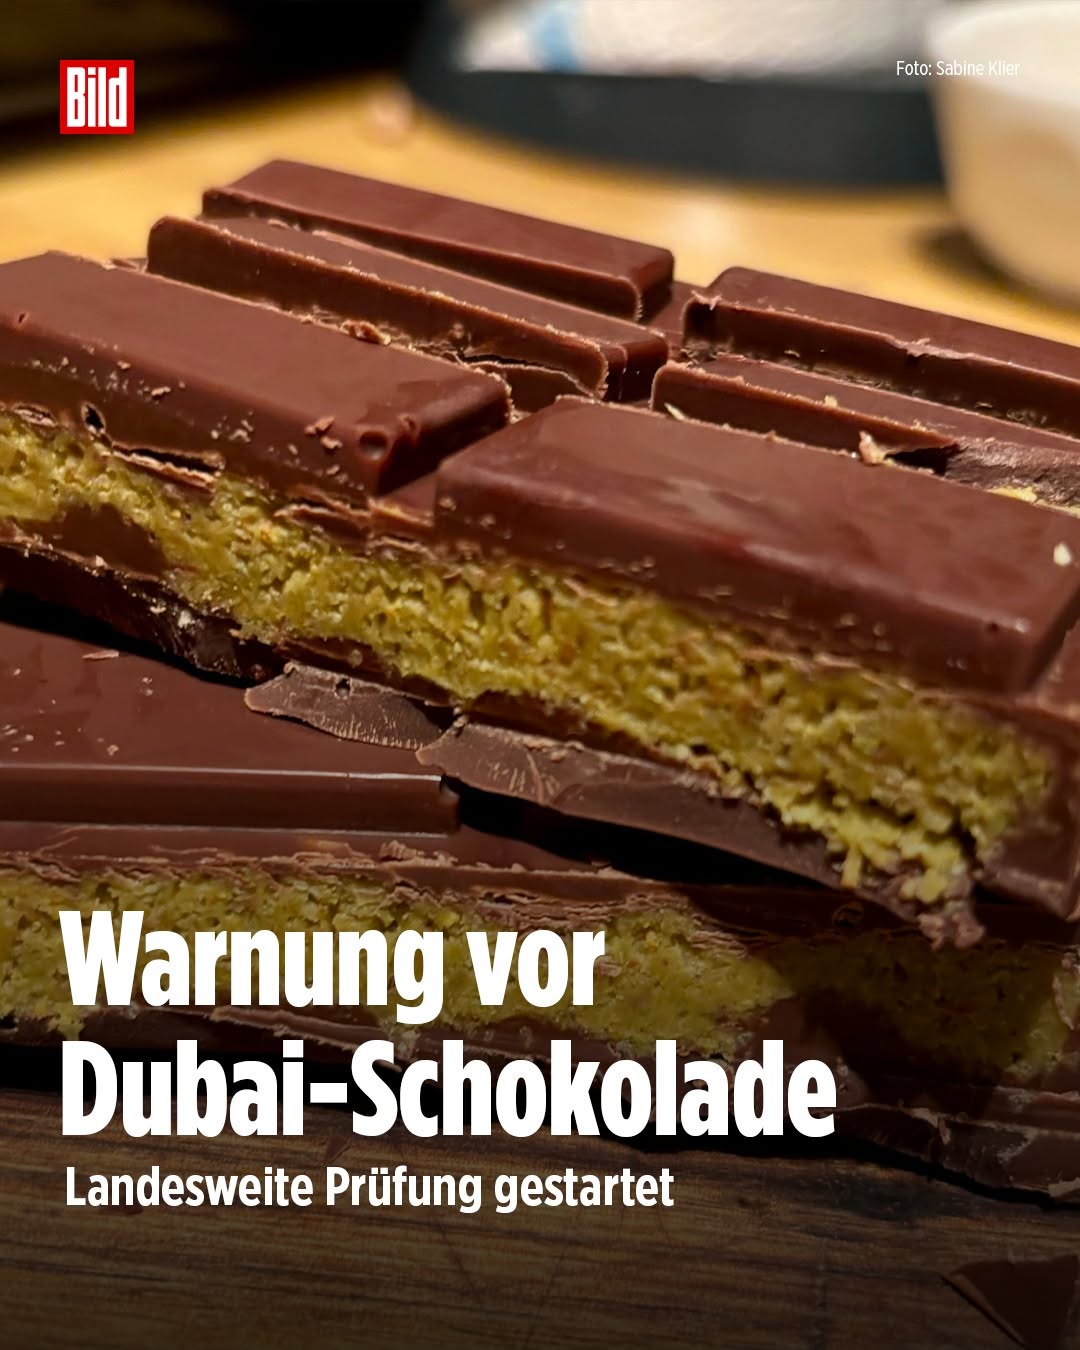 Bild
Foto: Sabine Klier
Warnung vor
Dubai-Schokolade
Landesweite Prüfung gestartet